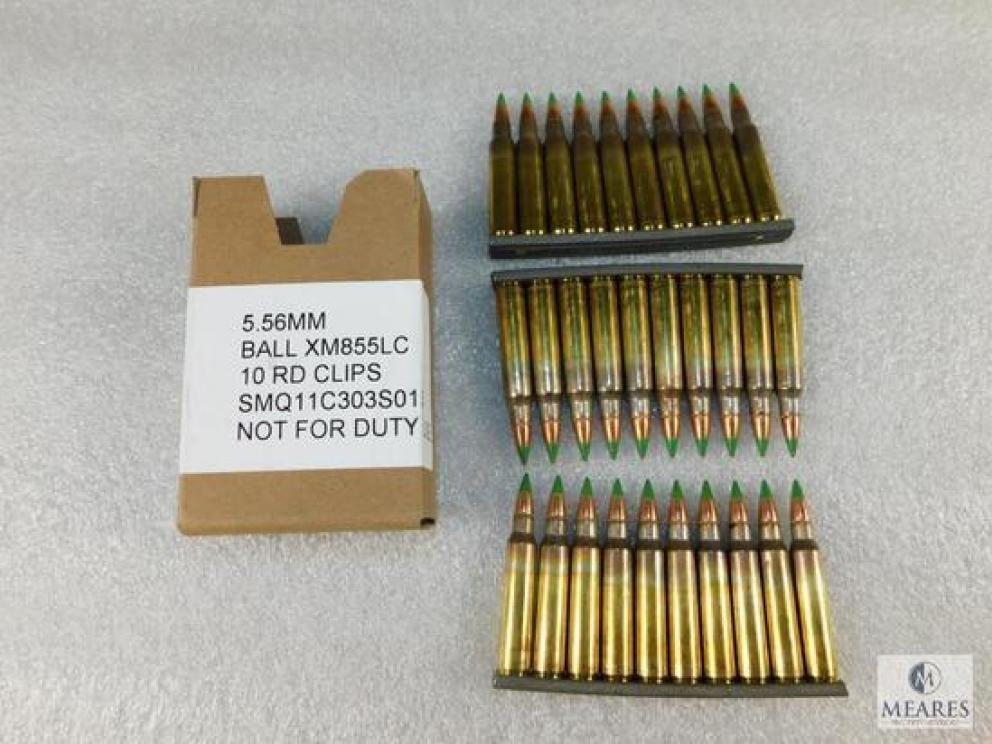 5.56MM
BALL XM855LC
10 RD CLIPS
SMQ11C303S01
NOT FOR DUTY
M
MEARES